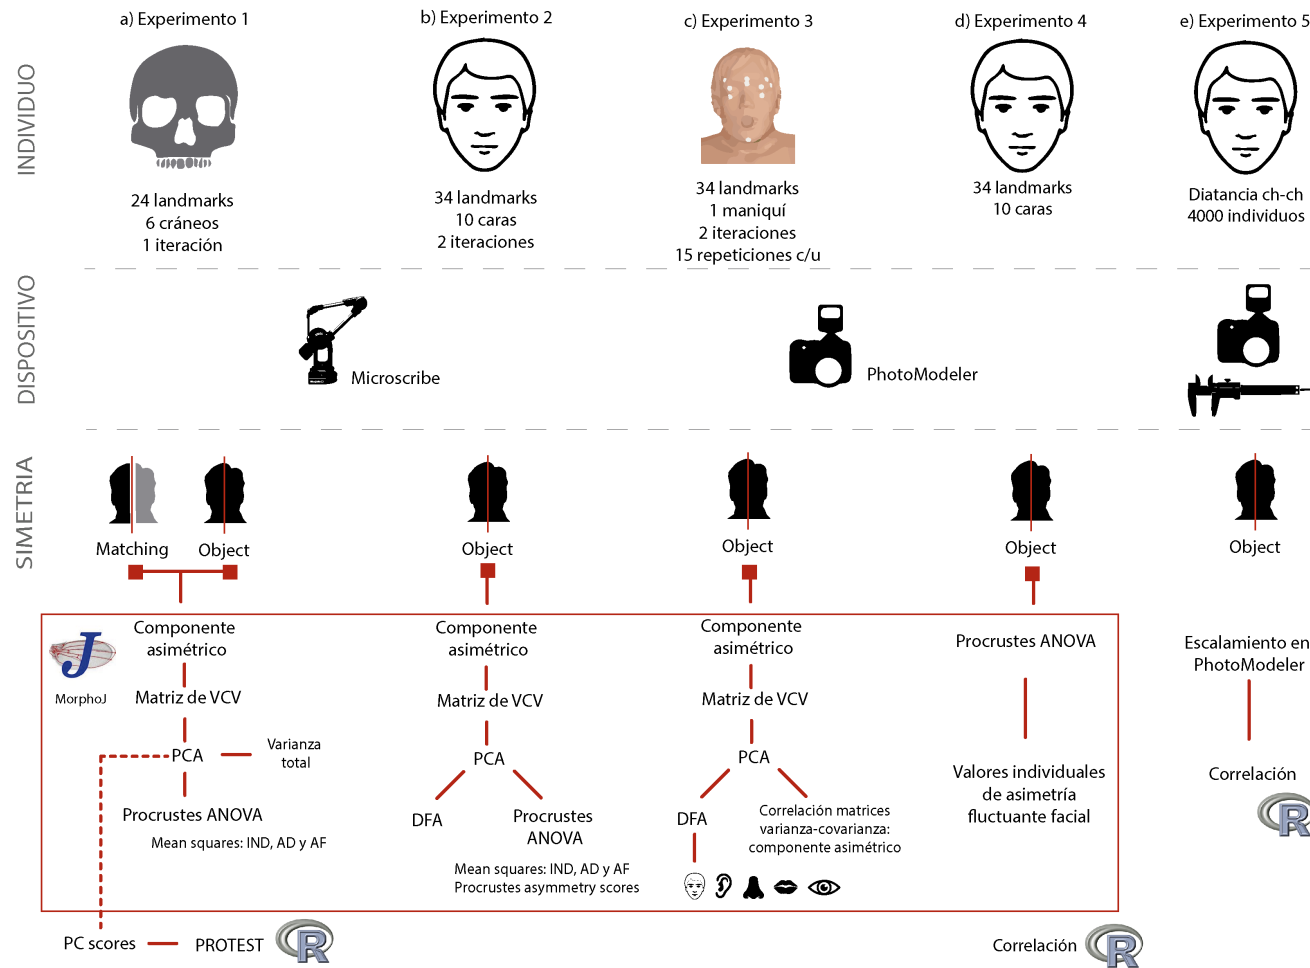 a) Experimento 1
b) Experimento 2
c) Experimento 3
d) Experimento 4
e) Experimento 5
INDIVIDUO
24 landmarks
6 cráneos
1 iteración
34 landmarks
10 caras
2 iteraciones
34 landmarks
1 maniquí
2 iteraciones
15 repeticiones c/u
34 landmarks
10 caras
Diatancia ch-ch
4000 individuos
DISPOSITIVO
Microscribe
PhotoModeler
SIMETRIA
Matching
Object
Object
Object
Object
Object
J
MorphoJ
Componente
asimétrico
Matriz de VCV
PCA
Varianza
total
Procrustes ANOVA
Mean squares: IND, AD y AF
PC scores
PROTEST
R
Componente
asimétrico
Matriz de VCV
PCA
DFA
Procrustes
ANOVA
Mean squares: IND, AD y AF
Procrustes asymmetry scores
Componente
asimétrico
Matriz de VCV
PCA
DFA
Correlación matrices
varianza-covarianza:
componente asimétrico
Procrustes ANOVA
Valores individuales
de asimetría
fluctuante facial
Correlación
R
Escalamiento en
PhotoModeler
Correlación
R